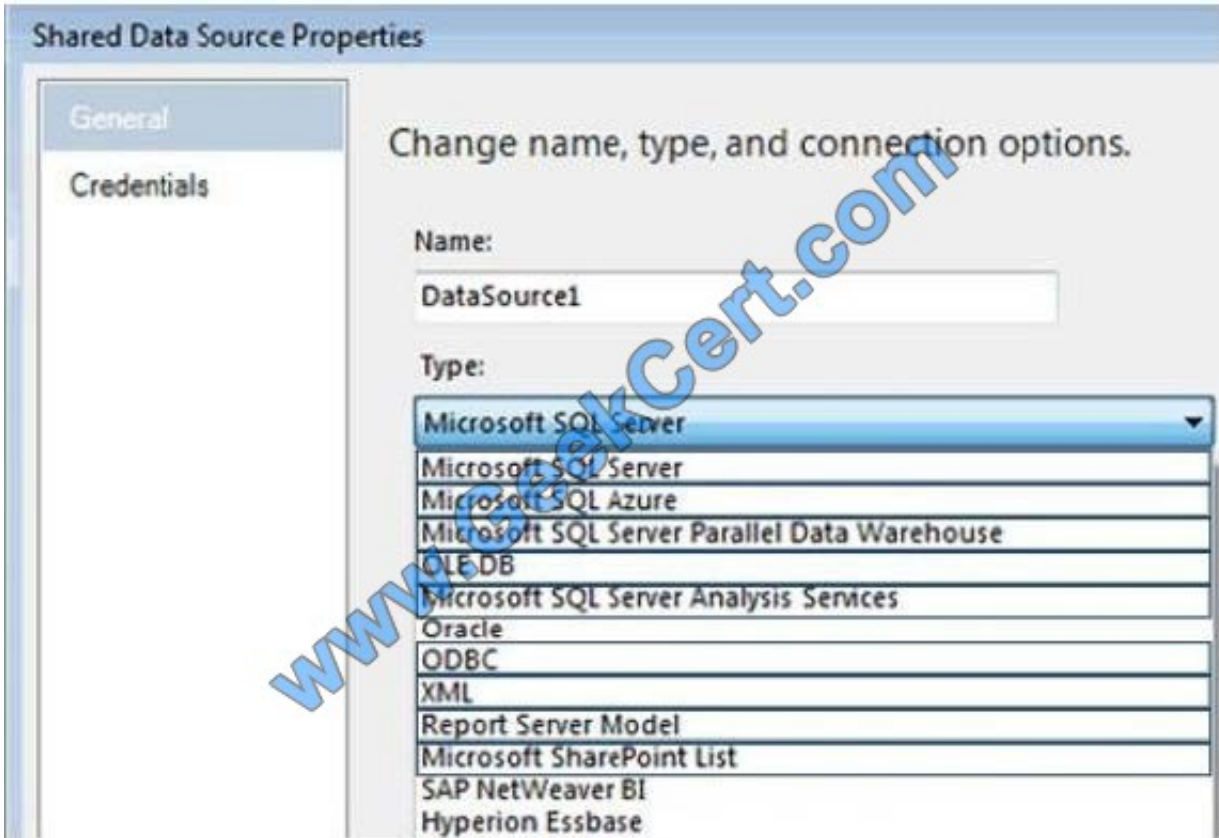 Shared Data Source Properties
General
Credentials
Change name, type, and connection options.
Name:
DataSource1
Type:
Microsoft SQL Server
Microsoft SQL Server
Microsoft SQL Azure
Microsoft SQL Server Parallel Data Warehouse
OLE DB
Microsoft SQL Server Analysis Services
Oracle
ODBC
XML
Report Server Model
Microsoft SharePoint List
SAP NetWeaver BI
Hyperion Essbase
www.GeekCert.com